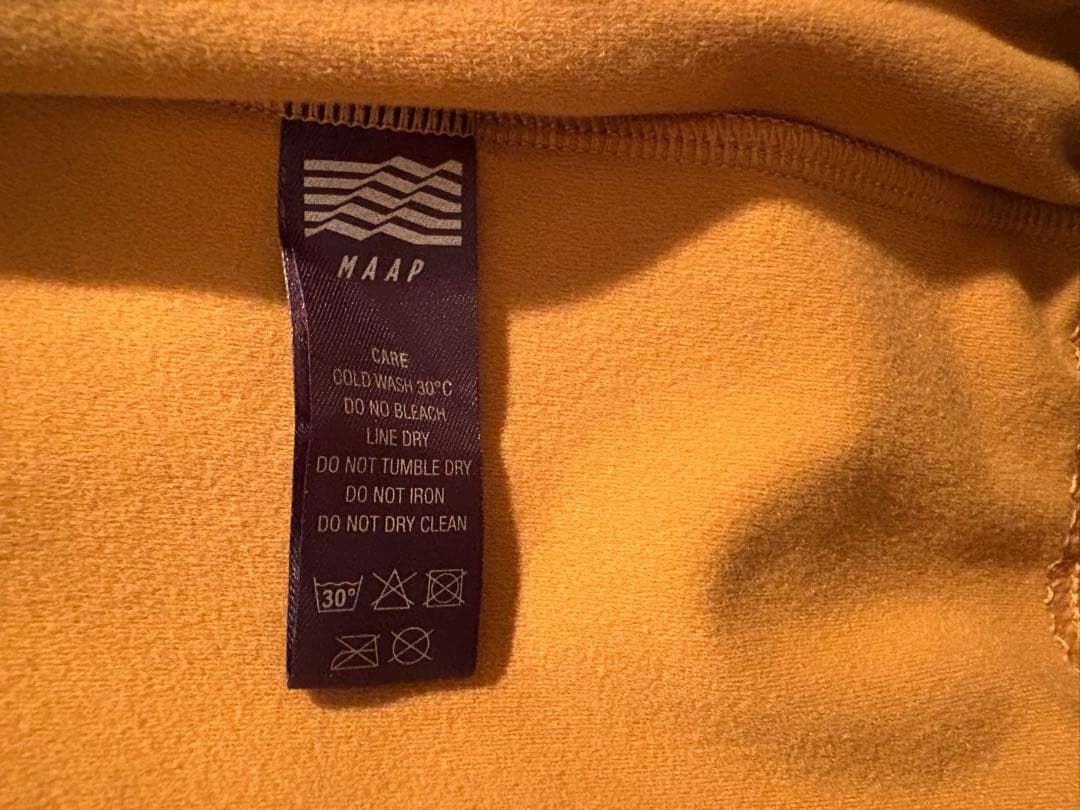 MAAP
CARE
COLD WASH 30°C
DO NO BLEACH
LINE DRY
DO NOT TUMBLE DRY
DO NOT IRON
DO NOT DRY CLEAN
30°